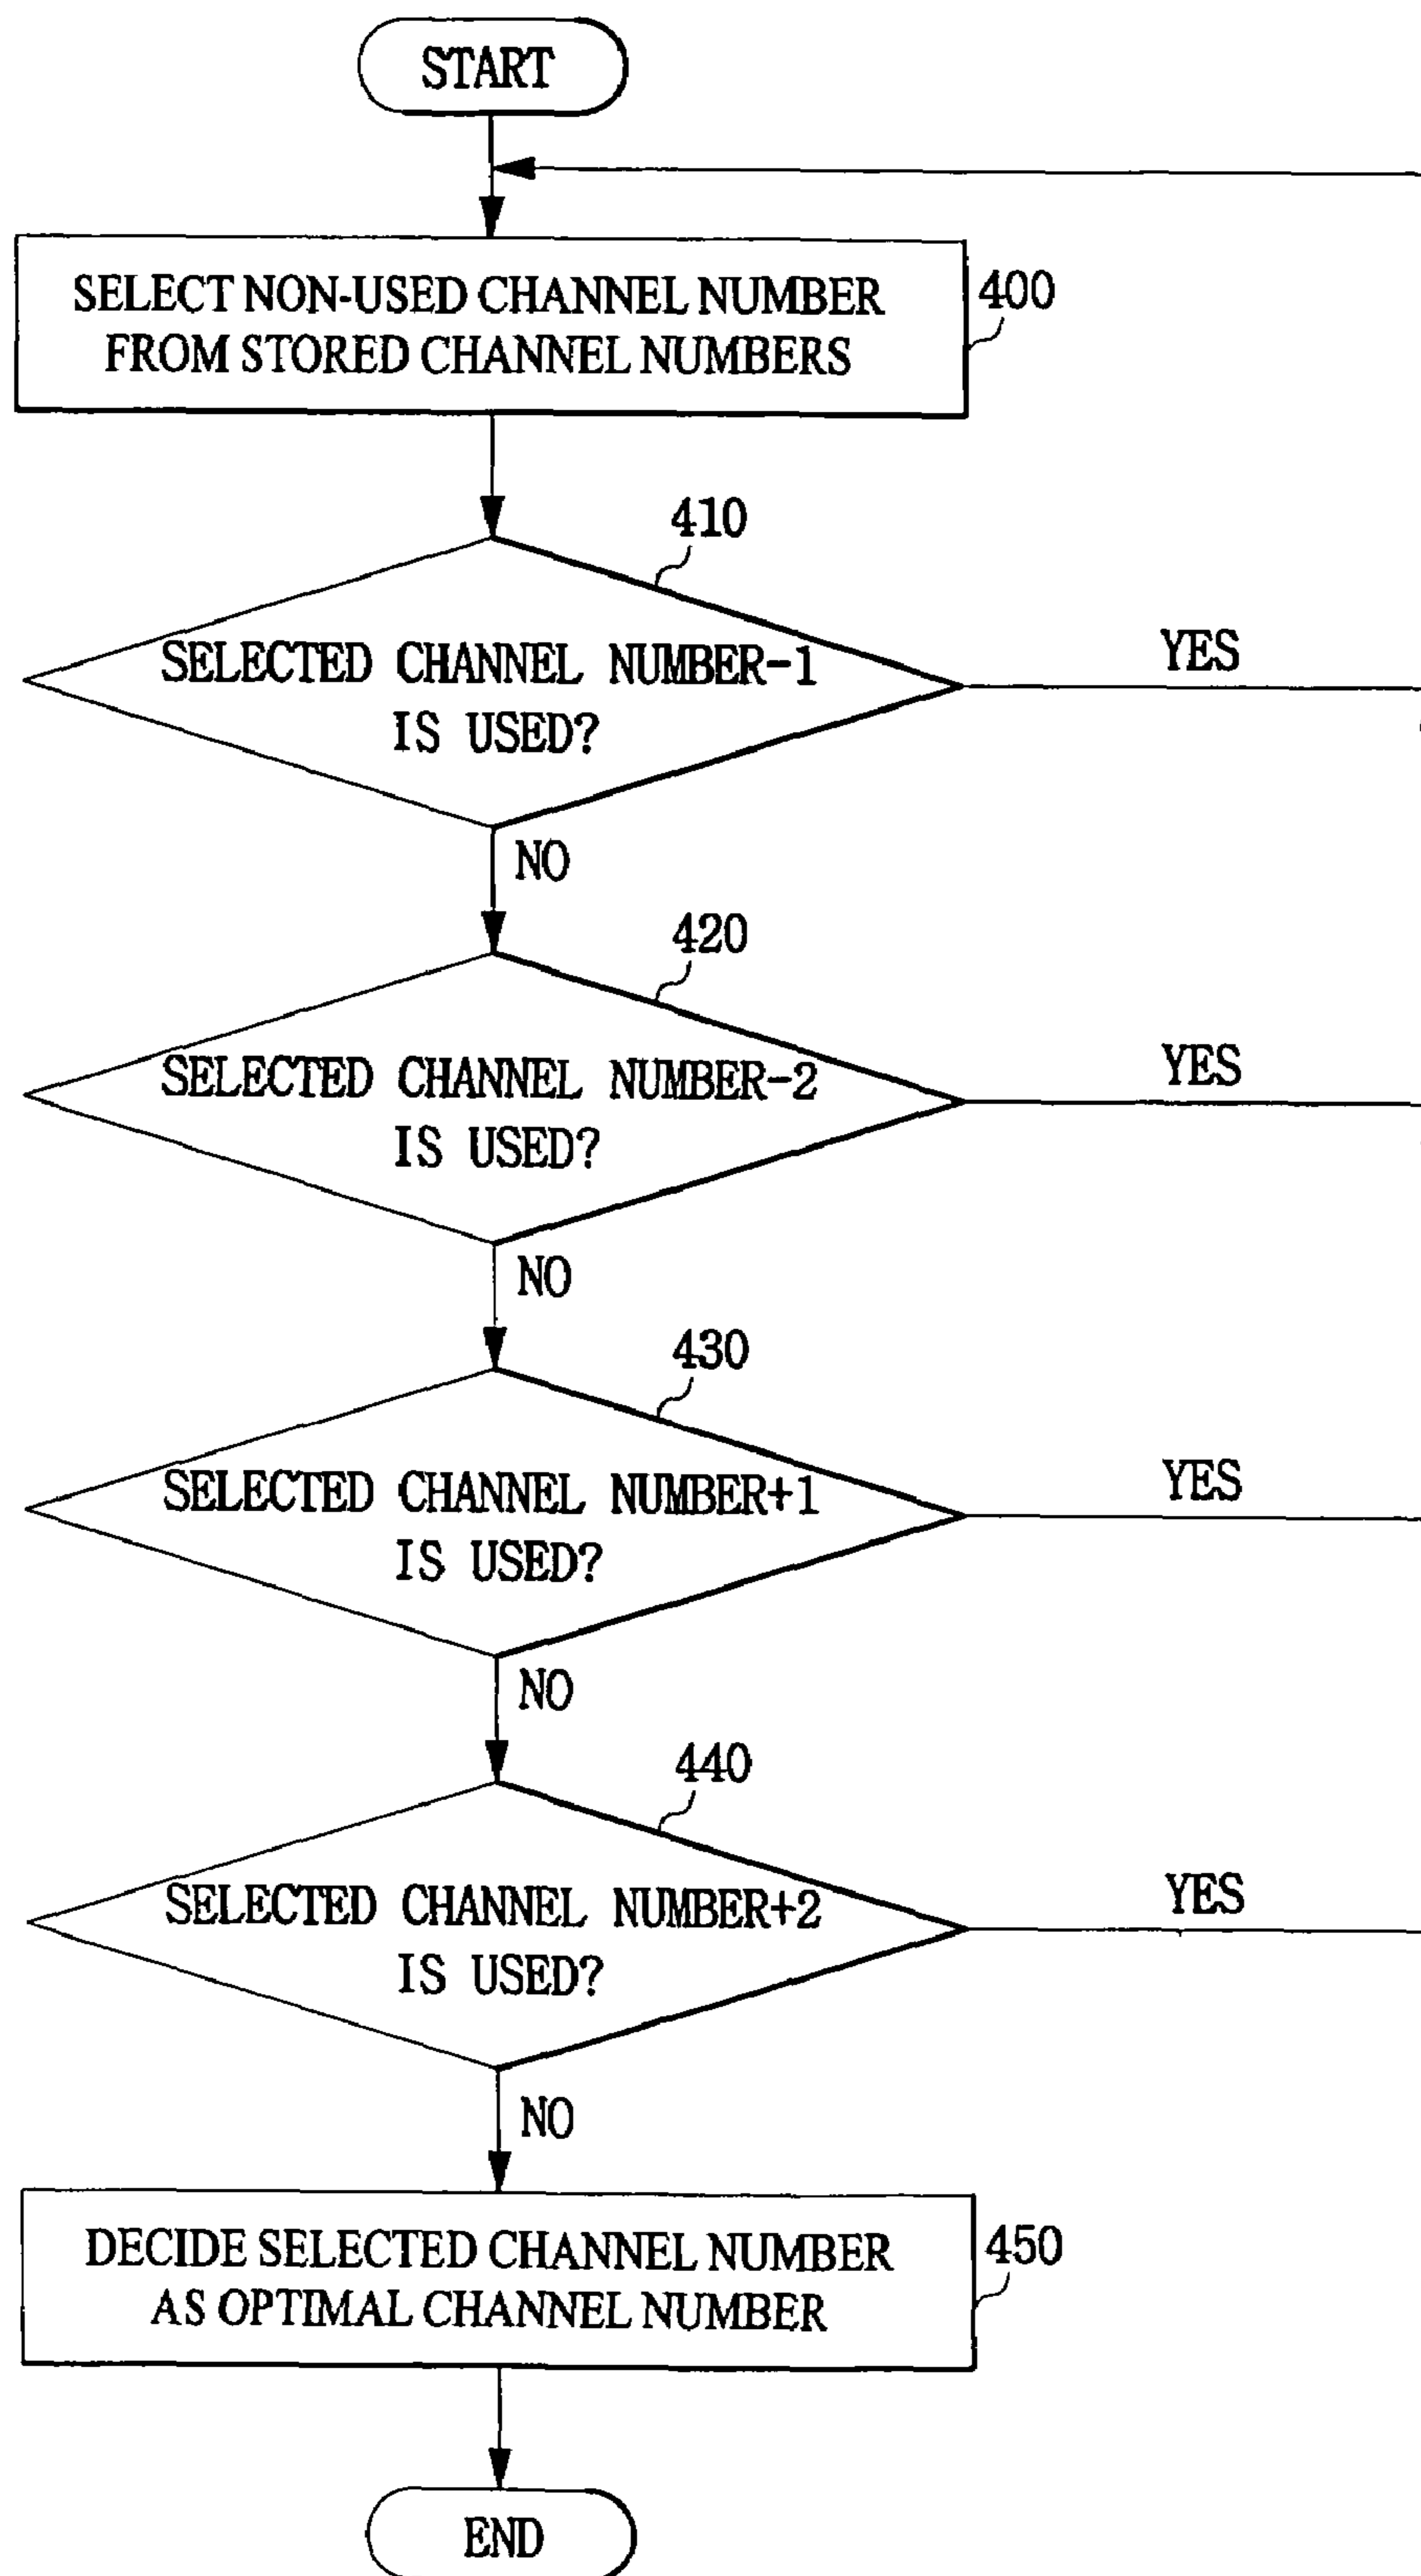 START
SELECT NON-USED CHANNEL NUMBER
FROM STORED CHANNEL NUMBERS
400
410
SELECTED CHANNEL NUMBER-1
IS USED?
YES
NO
420
SELECTED CHANNEL NUMBER-2
IS USED?
YES
NO
430
SELECTED CHANNEL NUMBER+1
IS USED?
YES
NO
440
SELECTED CHANNEL NUMBER+2
IS USED?
YES
NO
DECIDE SELECTED CHANNEL NUMBER
AS OPTIMAL CHANNEL NUMBER
450
END